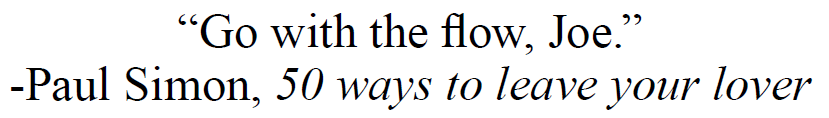 “Go with the flow, Joe.”
-Paul Simon, 50 ways to leave your lover